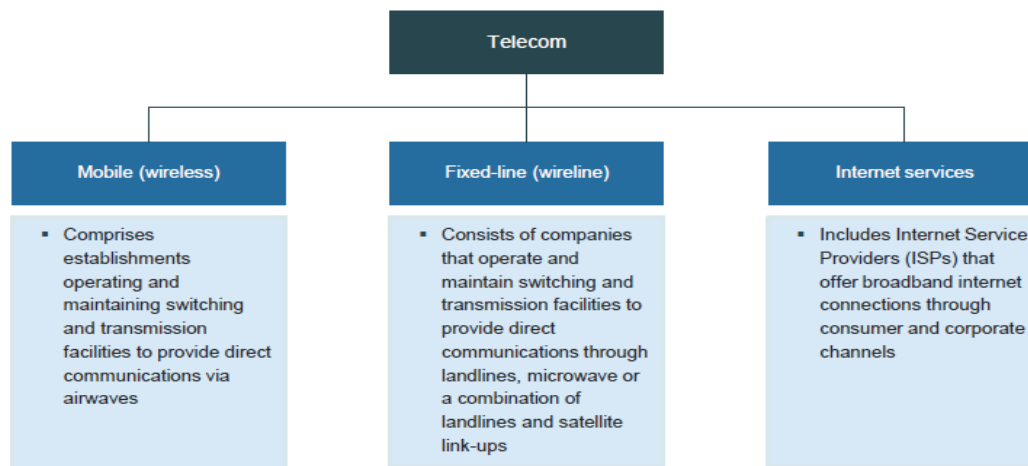 Telecom
Mobile (wireless)
▪ Comprises
establishments
operating and
maintaining switching
and transmission
facilities to provide direct
communications via
airwaves
Fixed-line (wireline)
▪ Consists of companies
that operate and
maintain switching and
transmission facilities to
provide direct
communications through
landlines, microwave or
a combination of
landlines and satellite
link-ups
Internet services
▪ Includes Internet Service
Providers (ISPs) that
offer broadband internet
connections through
consumer and corporate
channels